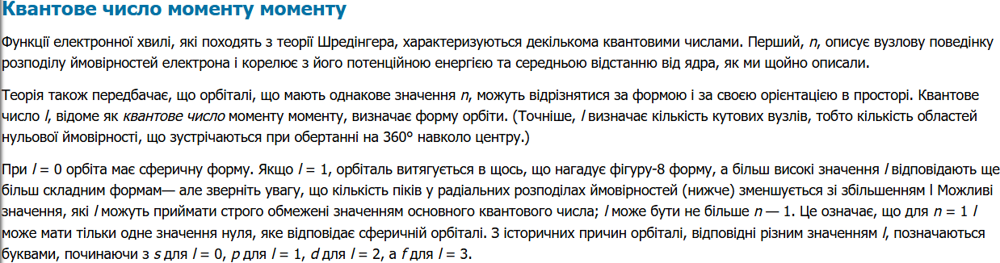 Квантове число моменту моменту
Функції електронної хвилі, які походять з теорії Шредінгера, характеризуються декількома квантовими числами. Перший, n, описує вузлову поведінку
розподілу ймовірностей електрона і корелює з його потенційною енергією та середньою відстанню від ядра, як ми щойно описали.
Теорія також передбачає, що орбіталі, що мають однакове значення n, можуть відрізнятися за формою і за своєю орієнтацією в просторі. Квантове
число l, відоме як квантове число моменту моменту, визначає форму орбіти. (Точніше, l визначає кількість кутових вузлів, тобто кількість областей
нульової ймовірності, що зустрічаються при обертанні на 360° навколо центру.)
При l = 0 орбіта має сферичну форму. Якщо l = 1, орбіталь витягується в щось, що нагадує фігуру-8 форму, а більш високі значення l відповідають ще
більш складним формам— але зверніть увагу, що кількість піків у радіальних розподілах ймовірностей (нижче) зменшується зі збільшенням l Можливі
значення, які l можуть приймати строго обмежені значенням основного квантового числа; l може бути не більше n — 1. Це означає, що для n = 1 l
може мати тільки одне значення нуля, яке відповідає сферичній орбіталі. З історичних причин орбіталі, відповідні різним значенням l, позначаються
буквами, починаючи з s для l = 0, p для l = 1, d для l = 2, а f для l = 3.